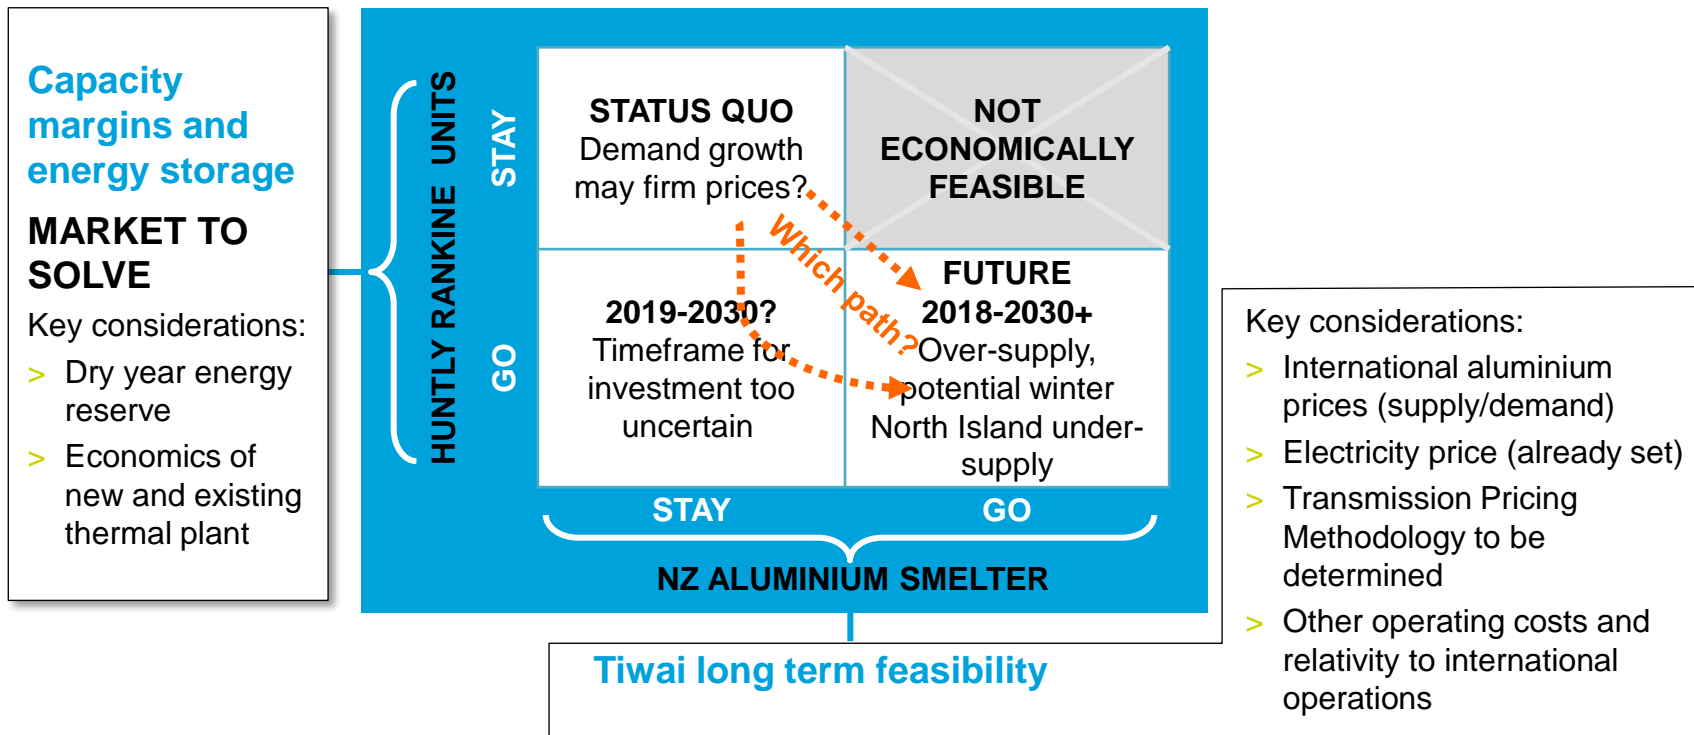 Capacity
margins and
energy storage
MARKET TO
SOLVE
Key considerations:
> Dry year energy
reserve
> Economics of
new and existing
thermal plant
HUNTLY RANKINE UNITS
STAY
GO
STATUS QUO
Demand growth
may firm prices?
NOT
ECONOMICALLY
FEASIBLE
Which path?
2019-2030?
Timeframe for
investment too
uncertain
FUTURE
2018-2030+
Over-supply,
potential winter
North Island under-
supply
STAY
GO
NZ ALUMINIUM SMELTER
Tiwai long term feasibility
Key considerations:
> International aluminium
prices (supply/demand)
> Electricity price (already set)
> Transmission Pricing
Methodology to be
determined
> Other operating costs and
relativity to international
operations